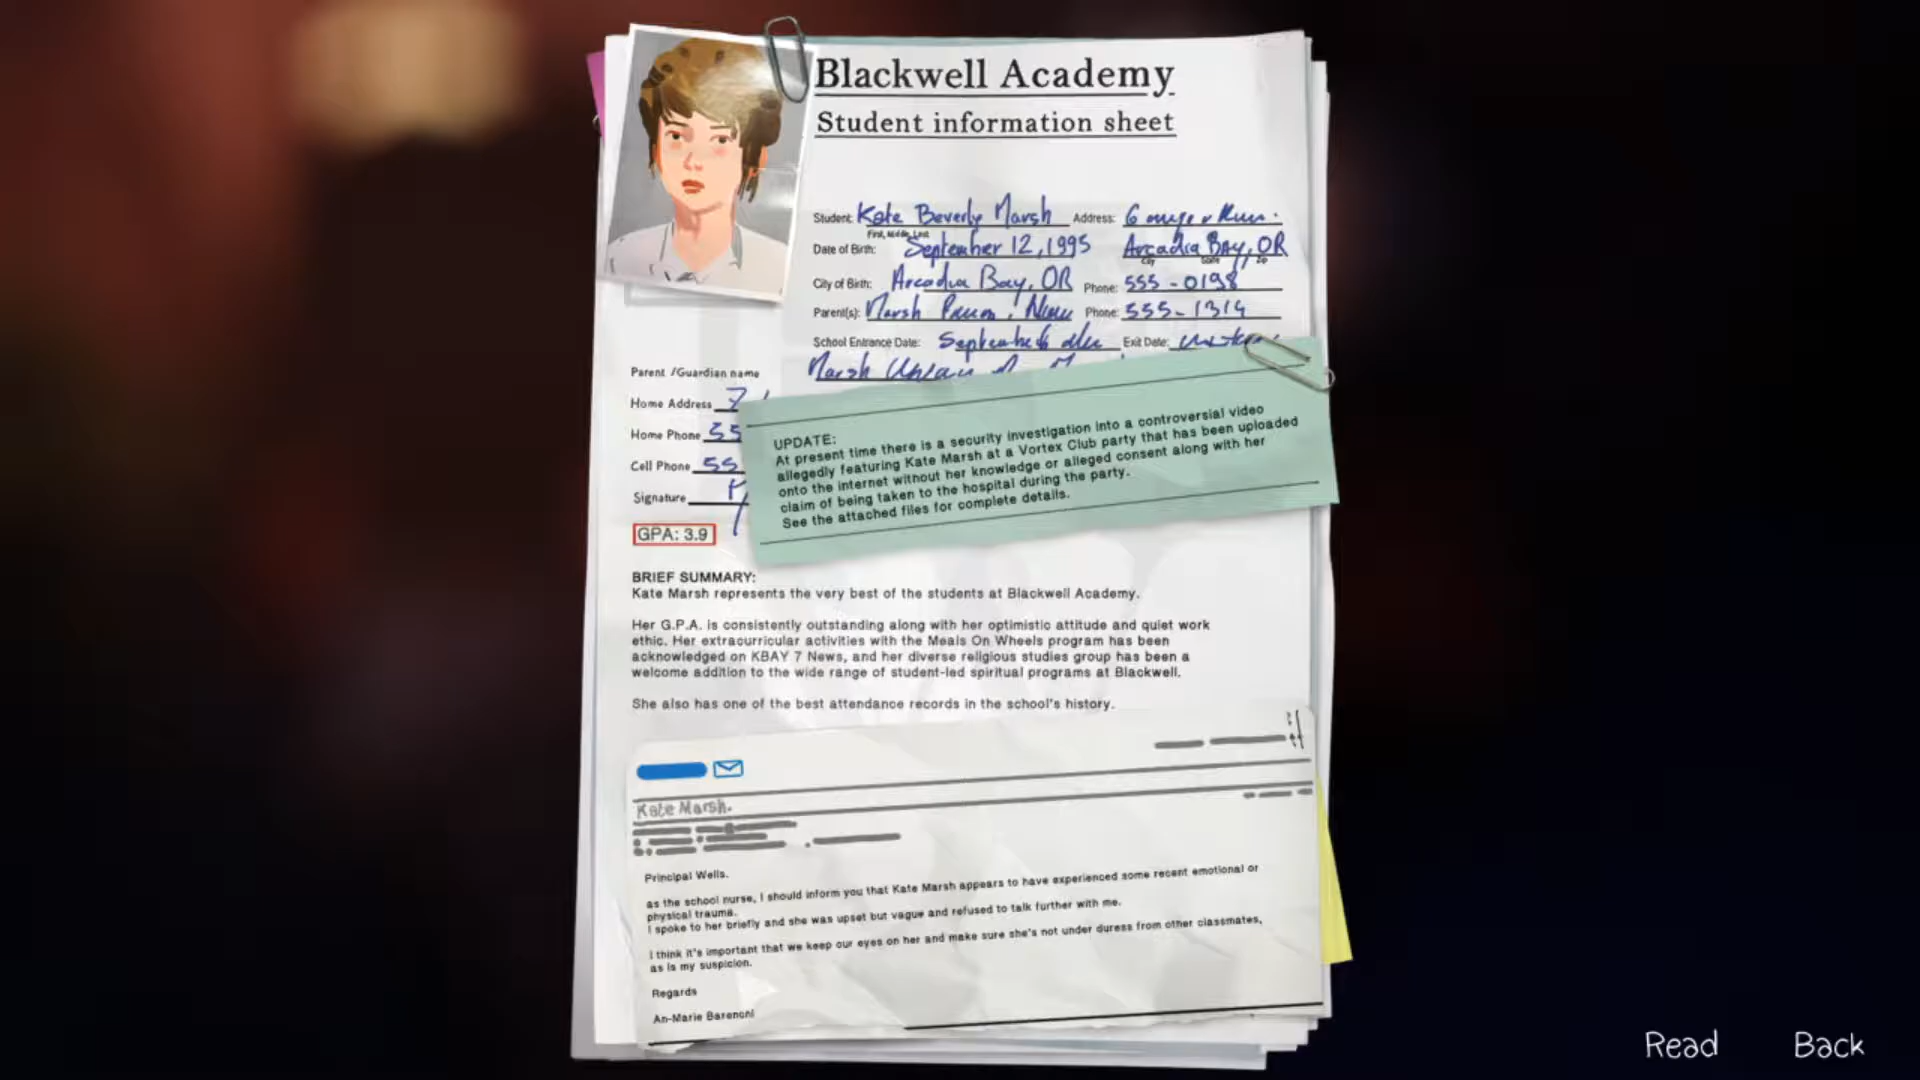 Blackwell Academy
Student information sheet
Student: Kate Beverly Marsh Address:
First, Middle, Last
Date of Birth: September 12, 1995 Arcadia Bay, OR
City State Zip
City of Birth: Arcadia Bay, OR Phone: 555-0198
Parent(s): Marsh Phone: 555-1314
School Entrance Date: Exit Date:
Parent /Guardian name Marsh
Home Address 7
Home Phone 55
Cell Phone 55
Signature
UPDATE:
At present time there is a security investigation into a controversial video
allegedly featuring Kate Marsh at a Vortex Club party that has been uploaded
onto the internet without her knowledge or alleged consent along with her
claim of being taken to the hospital during the party.
See the attached files for complete details.
GPA: 3.9
BRIEF SUMMARY:
Kate Marsh represents the very best of the students at Blackwell Academy.
Her G.P.A. is consistently outstanding along with her optimistic attitude and quiet work
ethic. Her extracurricular activities with the Meals On Wheels program has been
acknowledged on KBAY 7 News, and her diverse religious studies group has been a
welcome addition to the wide range of student-led spiritual programs at Blackwell.
She also has one of the best attendance records in the school's history.
Kate Marsh.
Principal Wells.
as the school nurse, I should inform you that Kate Marsh appears to have experienced some recent emotional or
physical trauma.
I spoke to her briefly and she was upset but vague and refused to talk further with me.
I think it's important that we keep our eyes on her and make sure she's not under duress from other classmates,
as is my suspicion.
Regards
An-Marie Barenoni
Read Back